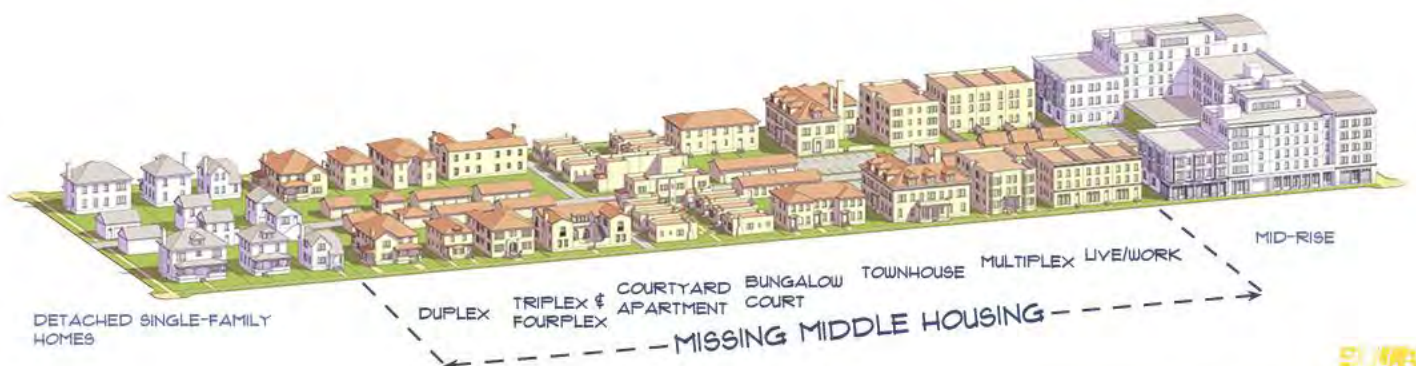 DETACHED SINGLE-FAMILY
HOMES
DUPLEX
TRIPLEX &
FOURPLEX
COURTYARD
APARTMENT
BUNGALOW
COURT
TOWNHOUSE
MULTIPLEX
LIVE/WORK
MID-RISE
MISSING MIDDLE HOUSING